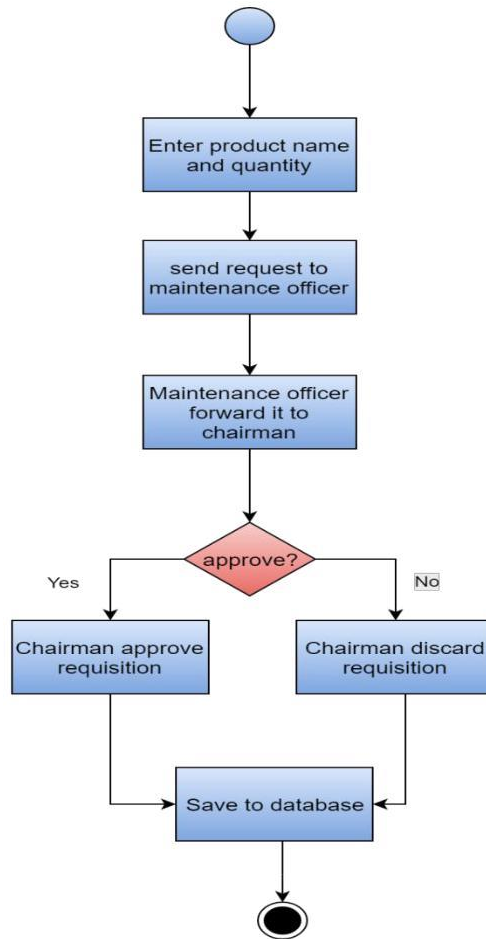 Enter product name
and quantity
send request to
maintenance officer
Maintenance officer
forward it to
chairman
approve?
Yes
No
Chairman approve
requisition
Chairman discard
requisition
Save to database